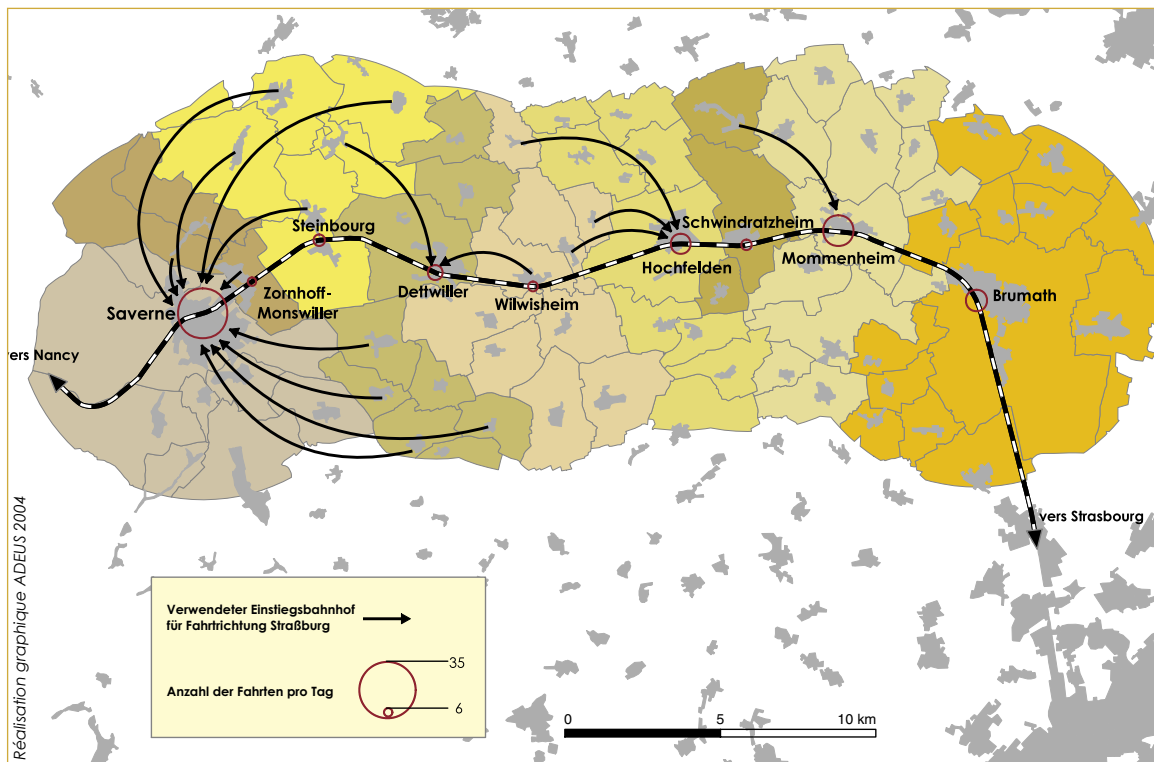 Steinbourg
Schwindratzheim
Mommenheim
Hochfelden
Zornhoff-
Monswiller
Dettwiller
Wilwisheim
Brumath
Saverne
vers Nancy
vers Strasbourg
Verwendeter Einstiegsbahnhof
für Fahrtrichtung Straßburg
35
Anzahl der Fahrten pro Tag
6
0
5
10 km
Réalisation graphique ADEUS 2004